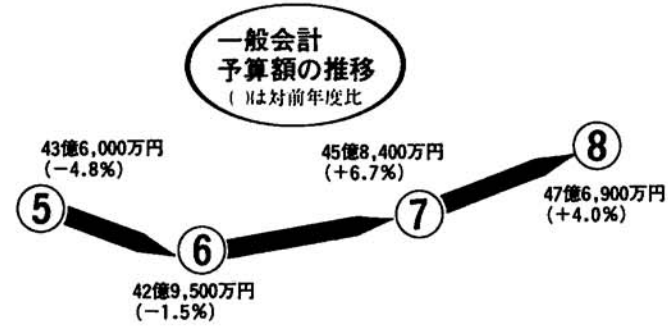 一般会計
予算額の推移
( )は対前年度比
43億6,000万円
(−4.8%)
5
42億9,500万円
(−1.5%)
6
45億8,400万円
(+6.7%)
7
8
47億6,900万円
(+4.0%)